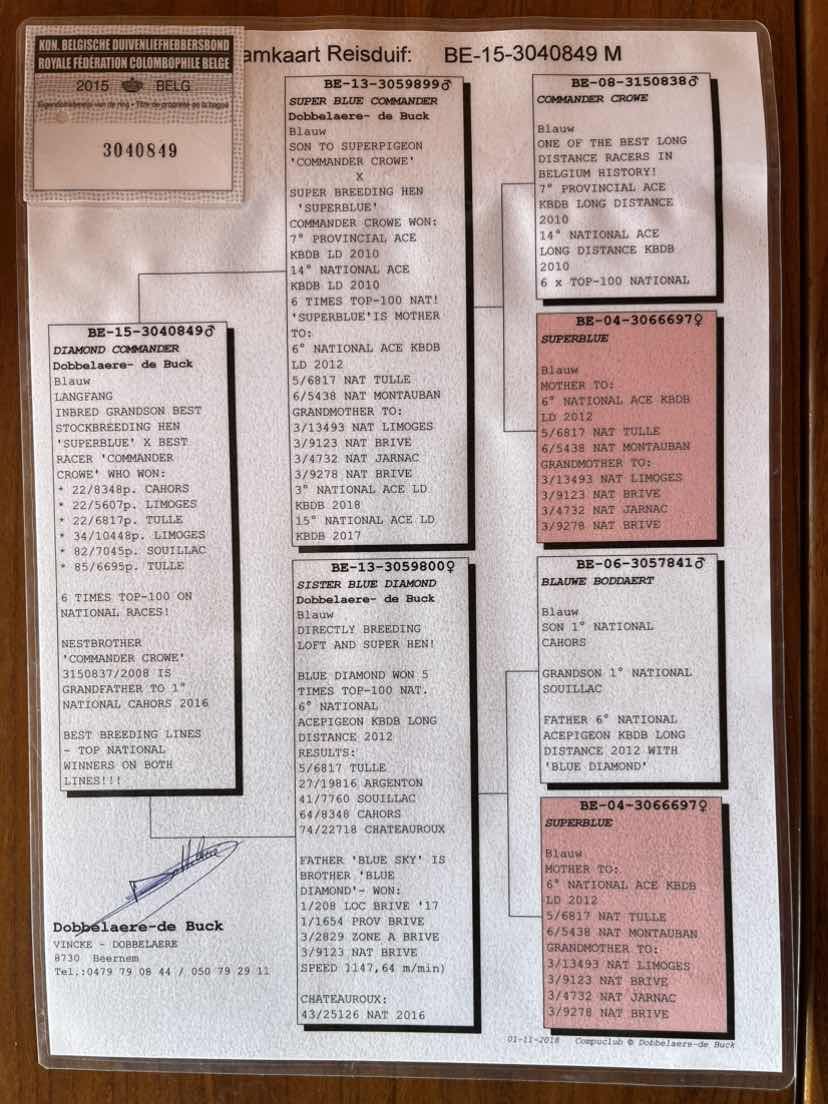 KON. BELGISCHE DUIVENLIEFHEBBERSBOND
ROYALE FÉDÉRATION COLOMBOPHILE BELGE
2015 BELG
Eigendomsbewijs van de ring - Titre de propriété de la bague
3040849
amkaart Reisduif: BE-15-3040849 M
BE-15-3040849♂
DIAMOND COMMANDER
Dobbelaere- de Buck
Blauw
LANGFANG
INBRED GRANDSON BEST
STOCKBREEDING HEN
'SUPERBLUE' X BEST
RACER 'COMMANDER
CROWE' WHO WON:
* 22/8348p. CAHORS
* 22/5607p. LIMOGES
* 22/6817p. TULLE
* 34/10448p. LIMOGES
* 82/7045p. SOUILLAC
* 85/6695p. TULLE
6 TIMES TOP-100 ON
NATIONAL RACES!
NESTBROTHER
'COMMANDER CROWE'
3150837/2008 IS
GRANDFATHER TO 1°
NATIONAL CAHORS 2016
BEST BREEDING LINES
- TOP NATIONAL
WINNERS ON BOTH
LINES!!!
BE-13-3059899♂
SUPER BLUE COMMANDER
Dobbelaere- de Buck
Blauw
SON TO SUPERPIGEON
'COMMANDER CROWE'
X
SUPER BREEDING HEN
'SUPERBLUE'
COMMANDER CROWE WON:
7° PROVINCIAL ACE
KBDB LD 2010
14° NATIONAL ACE
KBDB LD 2010
6 TIMES TOP-100 NAT!
'SUPERBLUE'IS MOTHER
TO:
6° NATIONAL ACE KBDB
LD 2012
5/6817 NAT TULLE
6/5438 NAT MONTAUBAN
GRANDMOTHER TO:
3/13493 NAT LIMOGES
3/9123 NAT BRIVE
3/4732 NAT JARNAC
3/9278 NAT BRIVE
3° NATIONAL ACE LD
KBDB 2018
15° NATIONAL ACE LD
KBDB 2017
BE-13-3059800♀
SISTER BLUE DIAMOND
Dobbelaere- de Buck
Blauw
DIRECTLY BREEDING
LOFT AND SUPER HEN!
BLUE DIAMOND WON 5
TIMES TOP-100 NAT.
6° NATIONAL
ACEPIGEON KBDB LONG
DISTANCE 2012
RESULTS:
5/6817 TULLE
27/19816 ARGENTON
41/7760 SOUILLAC
64/8348 CAHORS
74/22718 CHATEAUROUX
FATHER 'BLUE SKY' IS
BROTHER 'BLUE
DIAMOND'- WON:
1/208 LOC BRIVE '17
1/1654 PROV BRIVE
3/2829 ZONE A BRIVE
3/9123 NAT BRIVE
SPEED 1147,64 m/min)
CHATEAUROUX:
43/25126 NAT 2016
BE-08-3150838♂
COMMANDER CROWE
Blauw
ONE OF THE BEST LONG
DISTANCE RACERS IN
BELGIUM HISTORY!
7° PROVINCIAL ACE
KBDB LONG DISTANCE
2010
14° NATIONAL ACE
LONG DISTANCE KBDB
2010
6 x TOP-100 NATIONAL
BE-04-3066697♀
SUPERBLUE
Blauw
MOTHER TO:
6° NATIONAL ACE KBDB
LD 2012
5/6817 NAT TULLE
6/5438 NAT MONTAUBAN
GRANDMOTHER TO:
3/13493 NAT LIMOGES
3/9123 NAT BRIVE
3/4732 NAT JARNAC
3/9278 NAT BRIVE
BE-06-3057841♂
BLAUWE BODDAERT
Blauw
SON 1° NATIONAL
CAHORS
GRANDSON 1° NATIONAL
SOUILLAC
FATHER 6° NATIONAL
ACEPIGEON KBDB LONG
DISTANCE 2012 WITH
'BLUE DIAMOND'
BE-04-3066697♀
SUPERBLUE
Blauw
MOTHER TO:
6° NATIONAL ACE KBDB
LD 2012
5/6817 NAT TULLE
6/5438 NAT MONTAUBAN
GRANDMOTHER TO:
3/13493 NAT LIMOGES
3/9123 NAT BRIVE
3/4732 NAT JARNAC
3/9278 NAT BRIVE
Dobbelaere-de Buck
VINCKE - DOBBELAERE
8730 Beernem
Tel.:0479 79 08 44 / 050 79 29 11
01-11-2018 Compuclub © Dobbelaere-de Buck